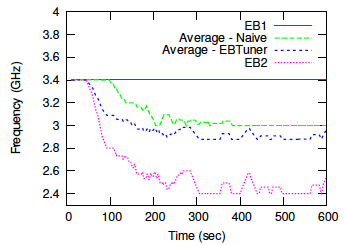 4
3.8
3.6
3.4
3.2
3
2.8
2.6
2.4
Frequency (GHz)
EB1
Average - Naive
Average - EBTuner
EB2
0 100 200 300 400 500 600
Time (sec)